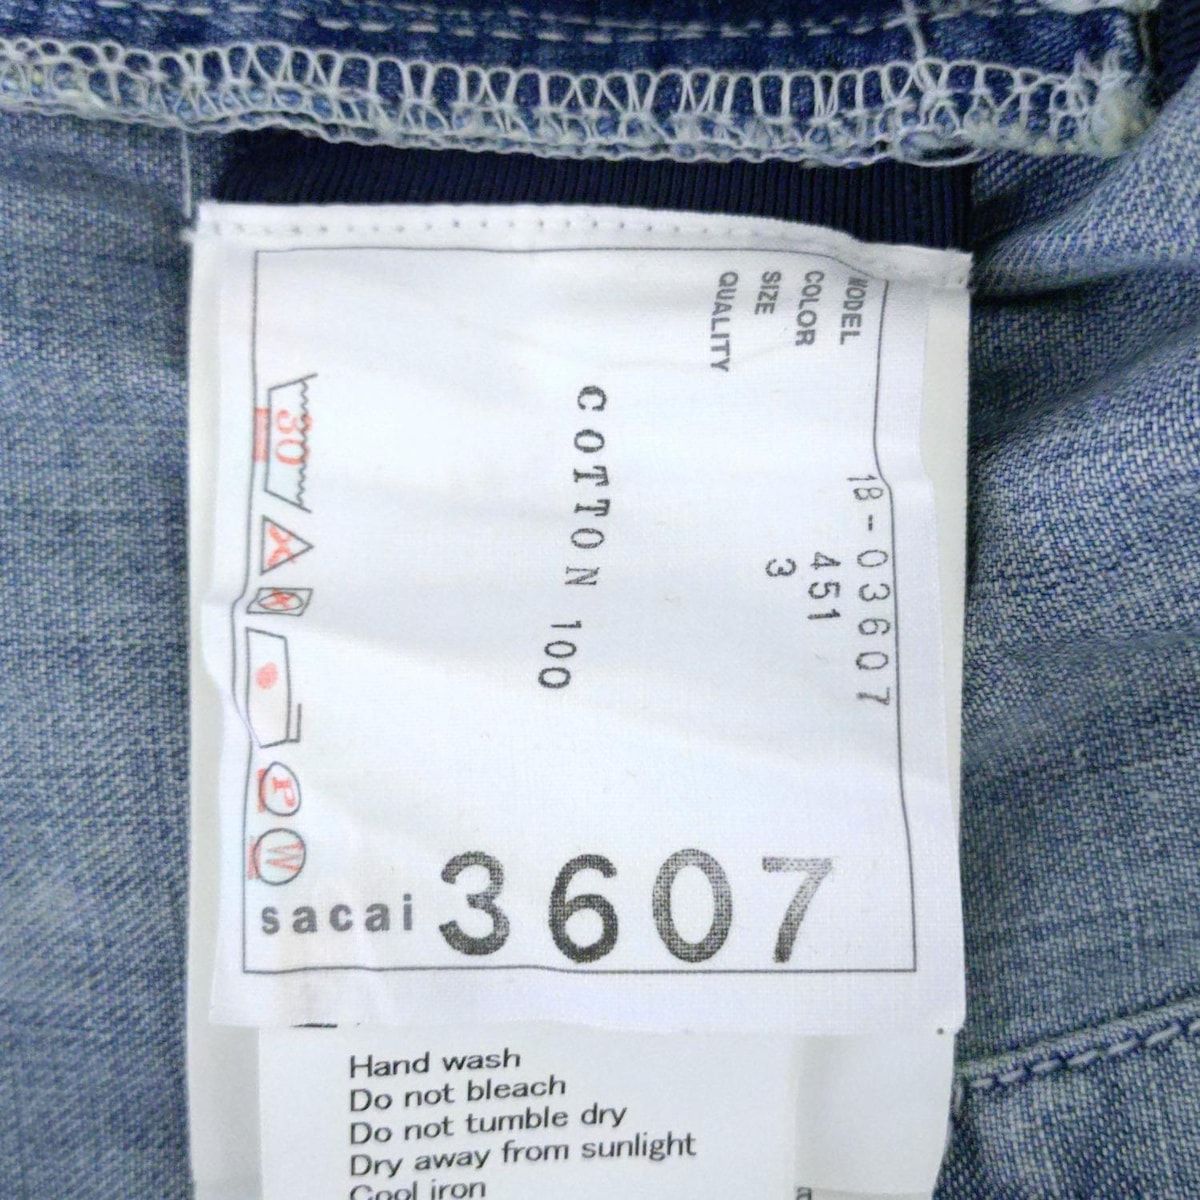 MODEL 18-03607
COLOR 451
SIZE 3
QUALITY
COTTON 100
30
P
W
sacai 3607
Hand wash
Do not bleach
Do not tumble dry
Dry away from sunlight
Cool iron
a